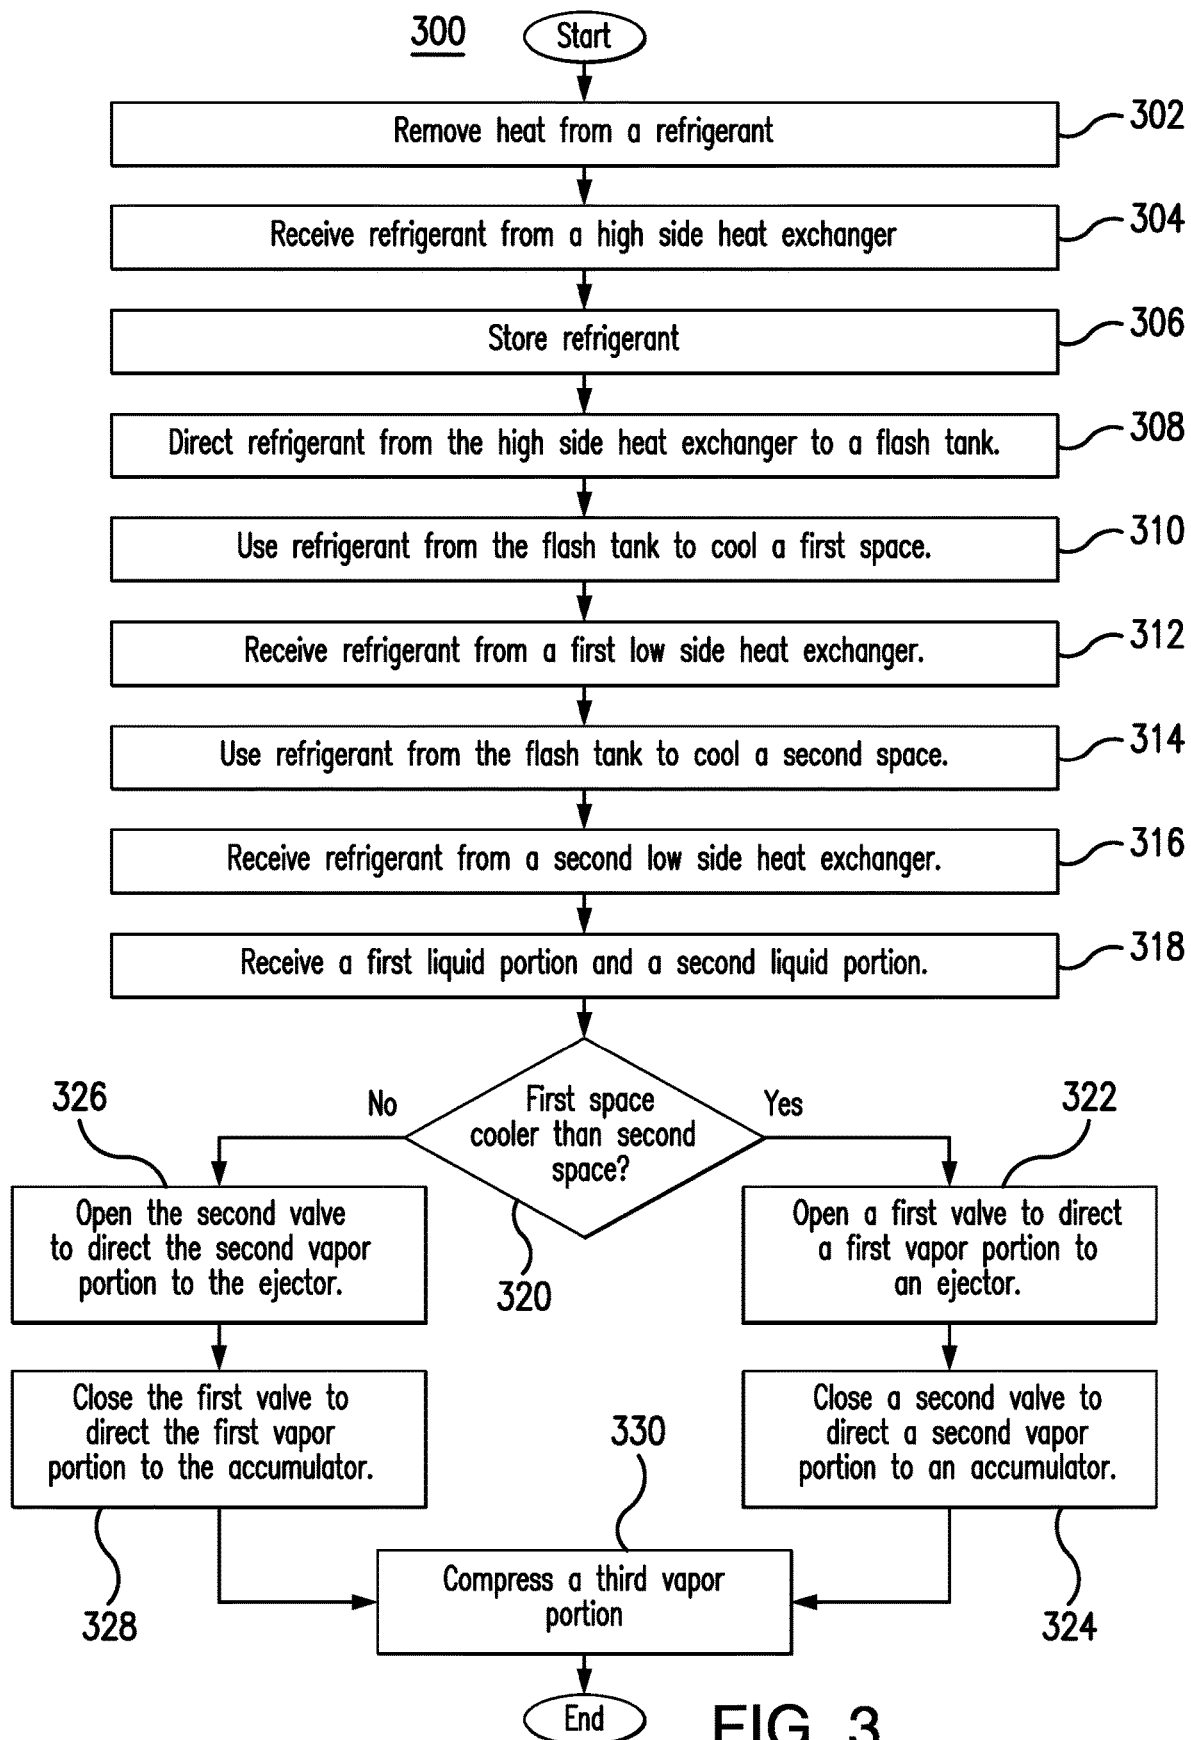 300
Start
Remove heat from a refrigerant
302
Receive refrigerant from a high side heat exchanger
304
Store refrigerant
306
Direct refrigerant from the high side heat exchanger to a flash tank.
308
Use refrigerant from the flash tank to cool a first space.
310
Receive refrigerant from a first low side heat exchanger.
312
Use refrigerant from the flash tank to cool a second space.
314
Receive refrigerant from a second low side heat exchanger.
316
Receive a first liquid portion and a second liquid portion.
318
First space
cooler than second
space?
320
No
Yes
326
Open the second valve
to direct the second vapor
portion to the ejector.
322
Open a first valve to direct
a first vapor portion to
an ejector.
Close the first valve to
direct the first vapor
portion to the accumulator.
328
Close a second valve to
direct a second vapor
portion to an accumulator.
324
330
Compress a third vapor
portion
End
FIG. 3